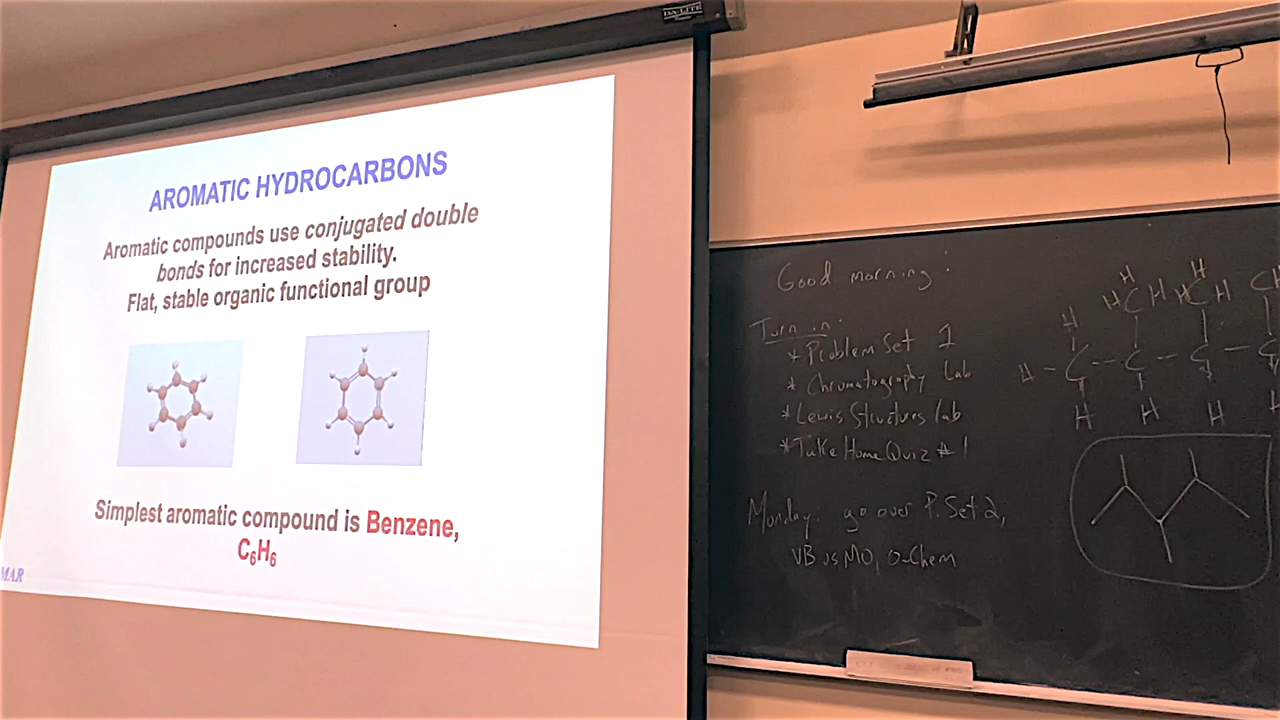 DA-LITE
AROMATIC HYDROCARBONS
Aromatic compounds use conjugated double
bonds for increased stability.
Flat, stable organic functional group
Simplest aromatic compound is Benzene,
C₆H₆
MAR
Good morning!
Turn in:
* Problem Set 1
* Chromatography Lab
* Lewis Structures lab
* Take Home Quiz # 1
Monday: go over P. Set 2,
VB vs MO, O-Chem
H H
H C H H C H C
H
H - C - C - C - C
H H H H